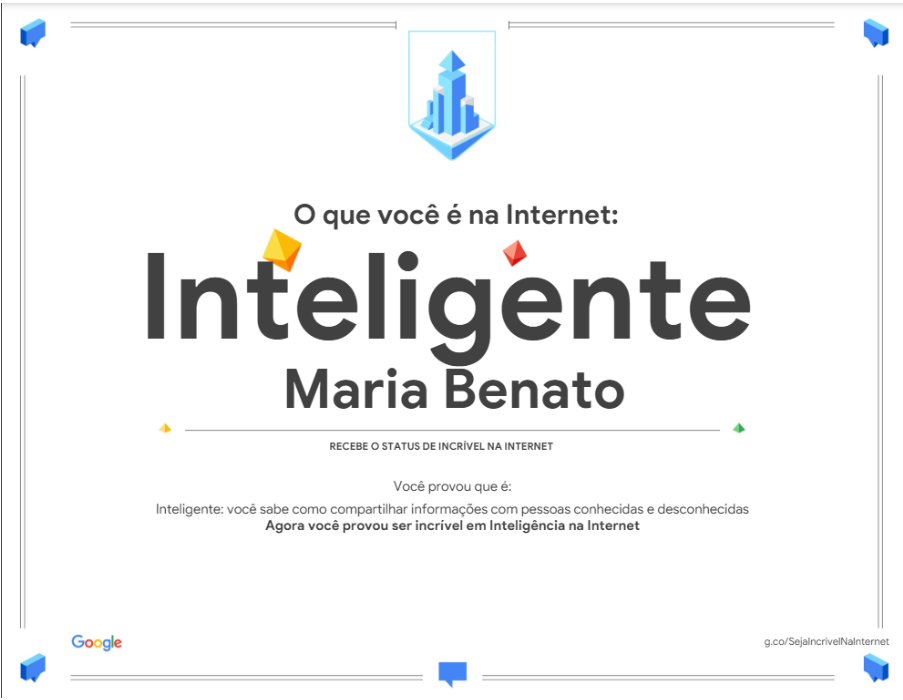 O que você é na Internet:
Inteligente
Maria Benato
RECEBE O STATUS DE INCRÍVEL NA INTERNET
Você provou que é:
Inteligente: você sabe como compartilhar informações com pessoas conhecidas e desconhecidas
Agora você provou ser incrível em Inteligência na Internet
Google
g.co/SejaIncrivelNaInternet